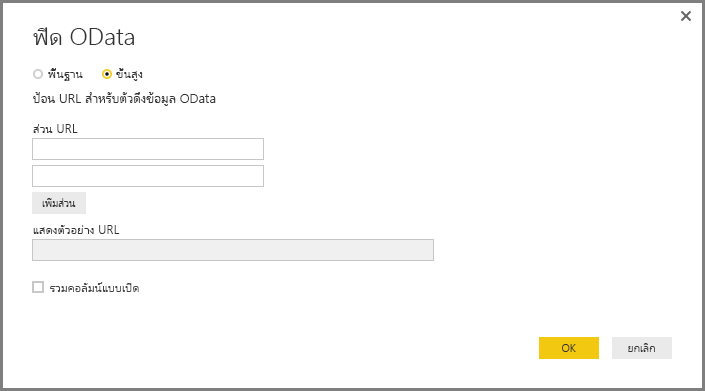 ฟีด OData
พื้นฐาน ขั้นสูง
ป้อน URL สำหรับตัวดึงข้อมูล OData
ส่วน URL
เพิ่มส่วน
แสดงตัวอย่าง URL
รวมคอลัมน์แบบเปิด
OK ยกเลิก